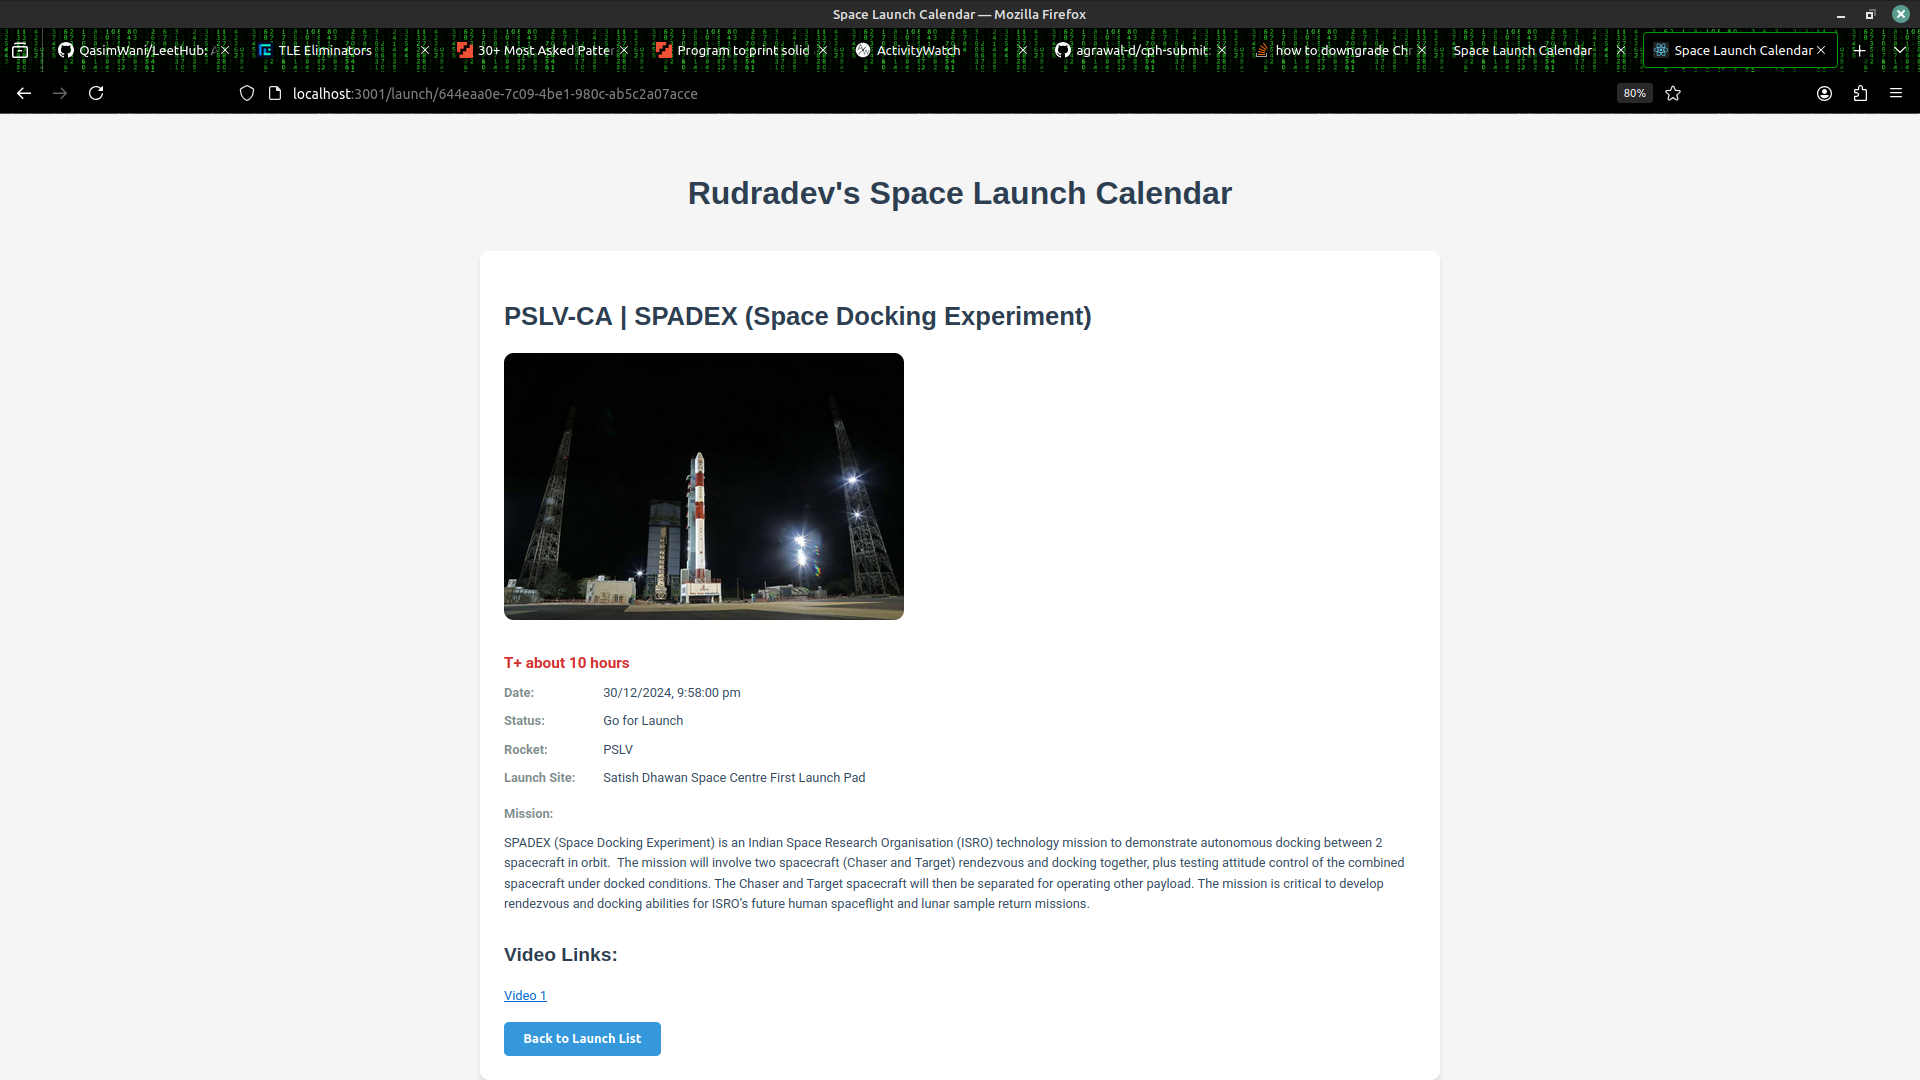 Space Launch Calendar — Mozilla Firefox
QasimWani/LeetHub:
TLE Eliminators
30+ Most Asked Patte
Program to print solid
ActivityWatch
agrawal-d/cph-submit
how to downgrade Ch
Space Launch Calendar
Space Launch Calendar
localhost:3001/launch/644eaa0e-7c09-4be1-980c-ab5c2a07acce
80%
Rudradev's Space Launch Calendar
PSLV-CA | SPADEX (Space Docking Experiment)
T+ about 10 hours
Date: 30/12/2024, 9:58:00 pm
Status: Go for Launch
Rocket: PSLV
Launch Site: Satish Dhawan Space Centre First Launch Pad
Mission:
SPADEX (Space Docking Experiment) is an Indian Space Research Organisation (ISRO) technology mission to demonstrate autonomous docking between 2
spacecraft in orbit.  The mission will involve two spacecraft (Chaser and Target) rendezvous and docking together, plus testing attitude control of the combined
spacecraft under docked conditions. The Chaser and Target spacecraft will then be separated for operating other payload. The mission is critical to develop
rendezvous and docking abilities for ISRO’s future human spaceflight and lunar sample return missions.
Video Links:
Video 1
Back to Launch List